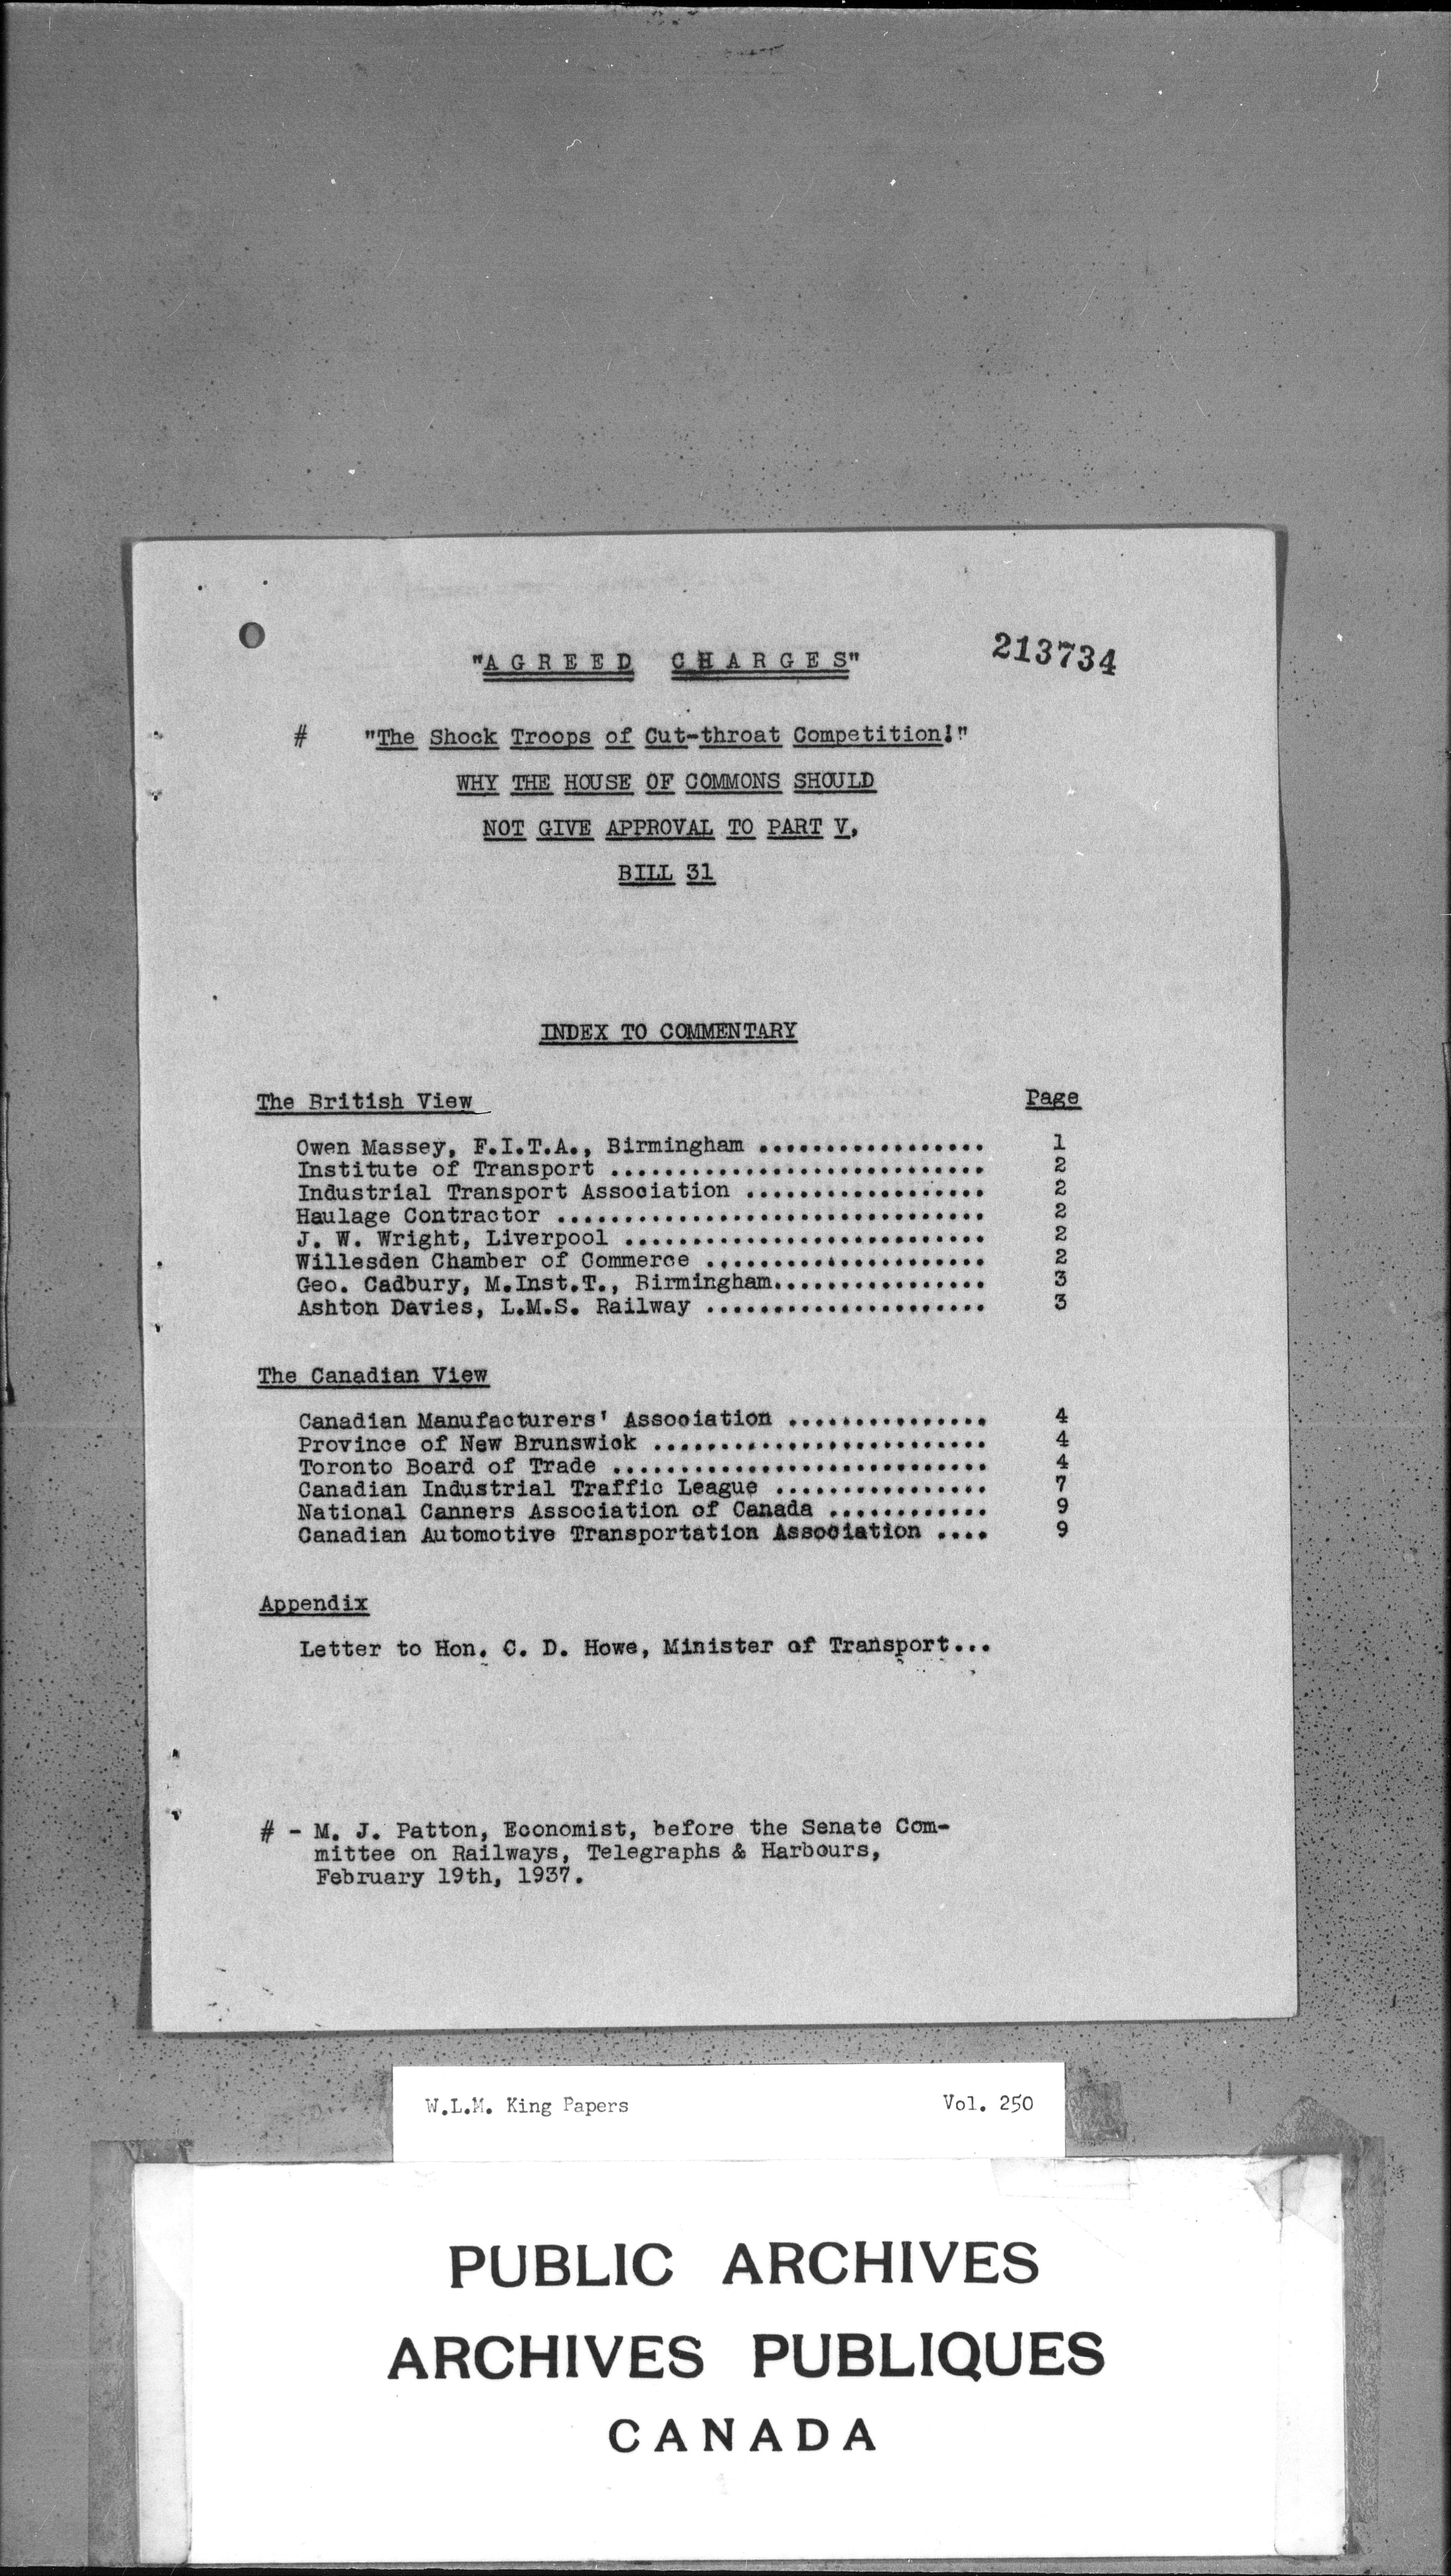 "A G R E E D   C H A R G E S"
213734
# "The Shock Troops of Cut-throat Competition!"
WHY THE HOUSE OF COMMONS SHOULD
NOT GIVE APPROVAL TO PART V,
BILL 31
INDEX TO COMMENTARY
The British View Page
Owen Massey, F.I.T.A., Birmingham ................. 1
Institute of Transport ............................ 2
Industrial Transport Association .................. 2
Haulage Contractor ................................ 2
J. W. Wright, Liverpool ........................... 2
Willesden Chamber of Commerce ..................... 2
Geo. Cadbury, M.Inst.T., Birmingham................ 3
Ashton Davies, L.M.S. Railway ..................... 3
The Canadian View
Canadian Manufacturers' Association ............... 4
Province of New Brunswick ......................... 4
Toronto Board of Trade ............................ 4
Canadian Industrial Traffic League ................ 7
National Canners Association of Canada ............ 9
Canadian Automotive Transportation Association .... 9
Appendix
Letter to Hon. C. D. Howe, Minister of Transport...
# - M. J. Patton, Economist, before the Senate Com-
mittee on Railways, Telegraphs & Harbours,
February 19th, 1937.
W.L.M. King Papers Vol. 250
PUBLIC ARCHIVES
ARCHIVES PUBLIQUES
CANADA